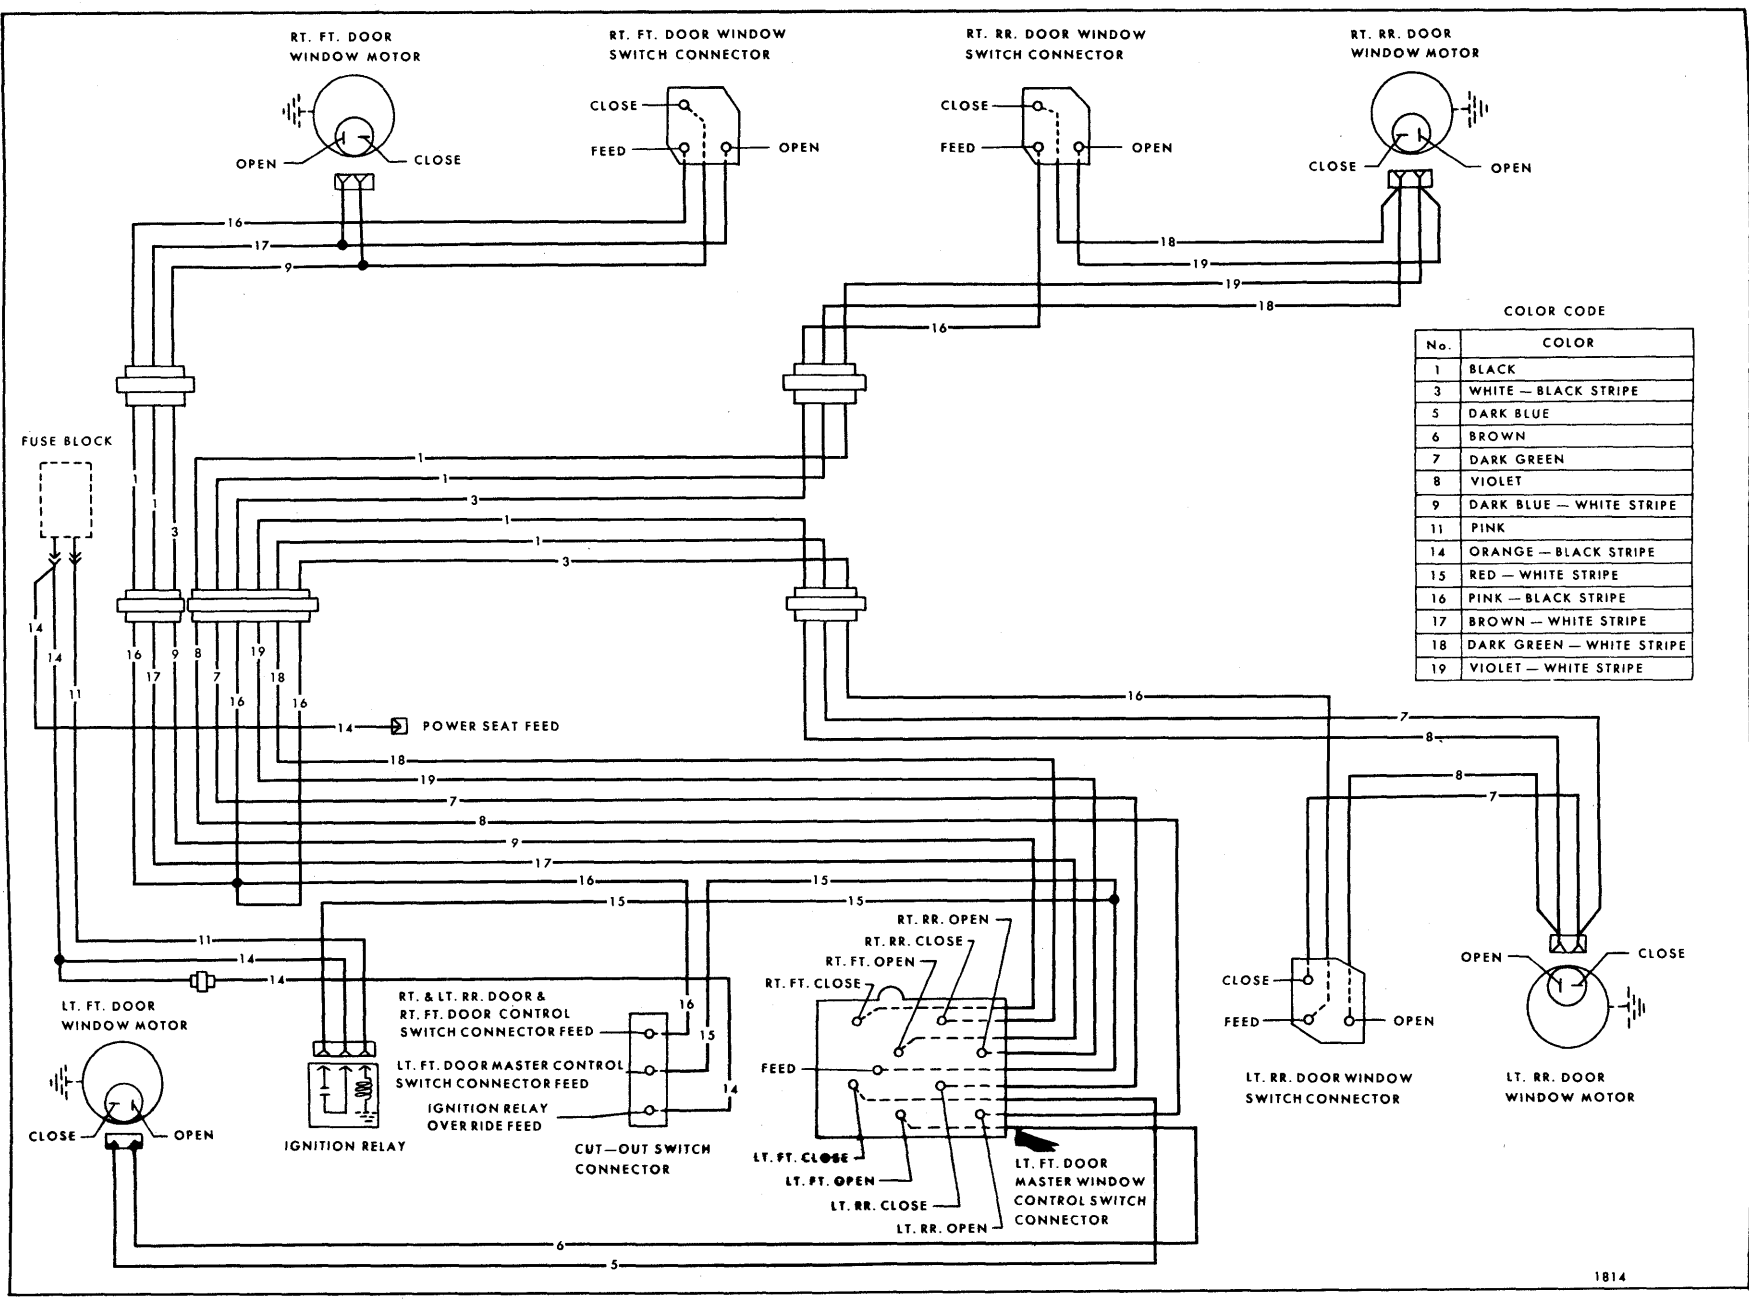 RT. FT. DOOR
WINDOW MOTOR
RT. FT. DOOR WINDOW
SWITCH CONNECTOR
RT. RR. DOOR WINDOW
SWITCH CONNECTOR
RT. RR. DOOR
WINDOW MOTOR
CLOSE
FEED
OPEN
OPEN
CLOSE
CLOSE
FEED
OPEN
CLOSE
OPEN
16
17
9
18
19
19
18
16
COLOR CODE
No. COLOR
1 BLACK
3 WHITE — BLACK STRIPE
5 DARK BLUE
6 BROWN
7 DARK GREEN
8 VIOLET
9 DARK BLUE — WHITE STRIPE
11 PINK
14 ORANGE — BLACK STRIPE
15 RED — WHITE STRIPE
16 PINK — BLACK STRIPE
17 BROWN — WHITE STRIPE
18 DARK GREEN — WHITE STRIPE
19 VIOLET — WHITE STRIPE
FUSE BLOCK
1
1
3
1
1
3
1
1
3
14
14
11
16
17
9
8
7
16
19
18
16
14
POWER SEAT FEED
16
7
8
18
19
7
8
9
17
16
15
15
15
8
7
11
14
14
RT. RR. OPEN
RT. RR. CLOSE
RT. FT. OPEN
RT. FT. CLOSE
FEED
LT. FT. CLOSE
LT. FT. OPEN
LT. RR. CLOSE
LT. RR. OPEN
LT. FT. DOOR
MASTER WINDOW
CONTROL SWITCH
CONNECTOR
LT. FT. DOOR
WINDOW MOTOR
CLOSE
OPEN
IGNITION RELAY
RT. & LT. RR. DOOR &
RT. FT. DOOR CONTROL
SWITCH CONNECTOR FEED
LT. FT. DOOR MASTER CONTROL
SWITCH CONNECTOR FEED
IGNITION RELAY
OVER RIDE FEED
16
15
14
CUT—OUT SWITCH
CONNECTOR
CLOSE
FEED
OPEN
LT. RR. DOOR WINDOW
SWITCH CONNECTOR
OPEN
CLOSE
LT. RR. DOOR
WINDOW MOTOR
6
5
1814